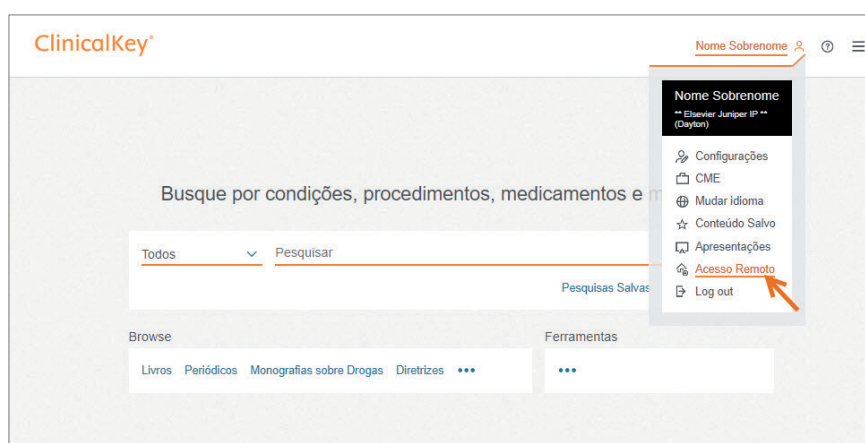 ClinicalKey®
Nome Sobrenome
Nome Sobrenome
** Elsevier Juniper IP **
(Dayton)
Configurações
CME
Mudar idioma
Conteúdo Salvo
Apresentações
Acesso Remoto
Log out
Busque por condições, procedimentos, medicamentos e m
Todos
Pesquisar
Pesquisas Salvas
Browse
Livros Periódicos Monografias sobre Drogas Diretrizes •••
Ferramentas
•••